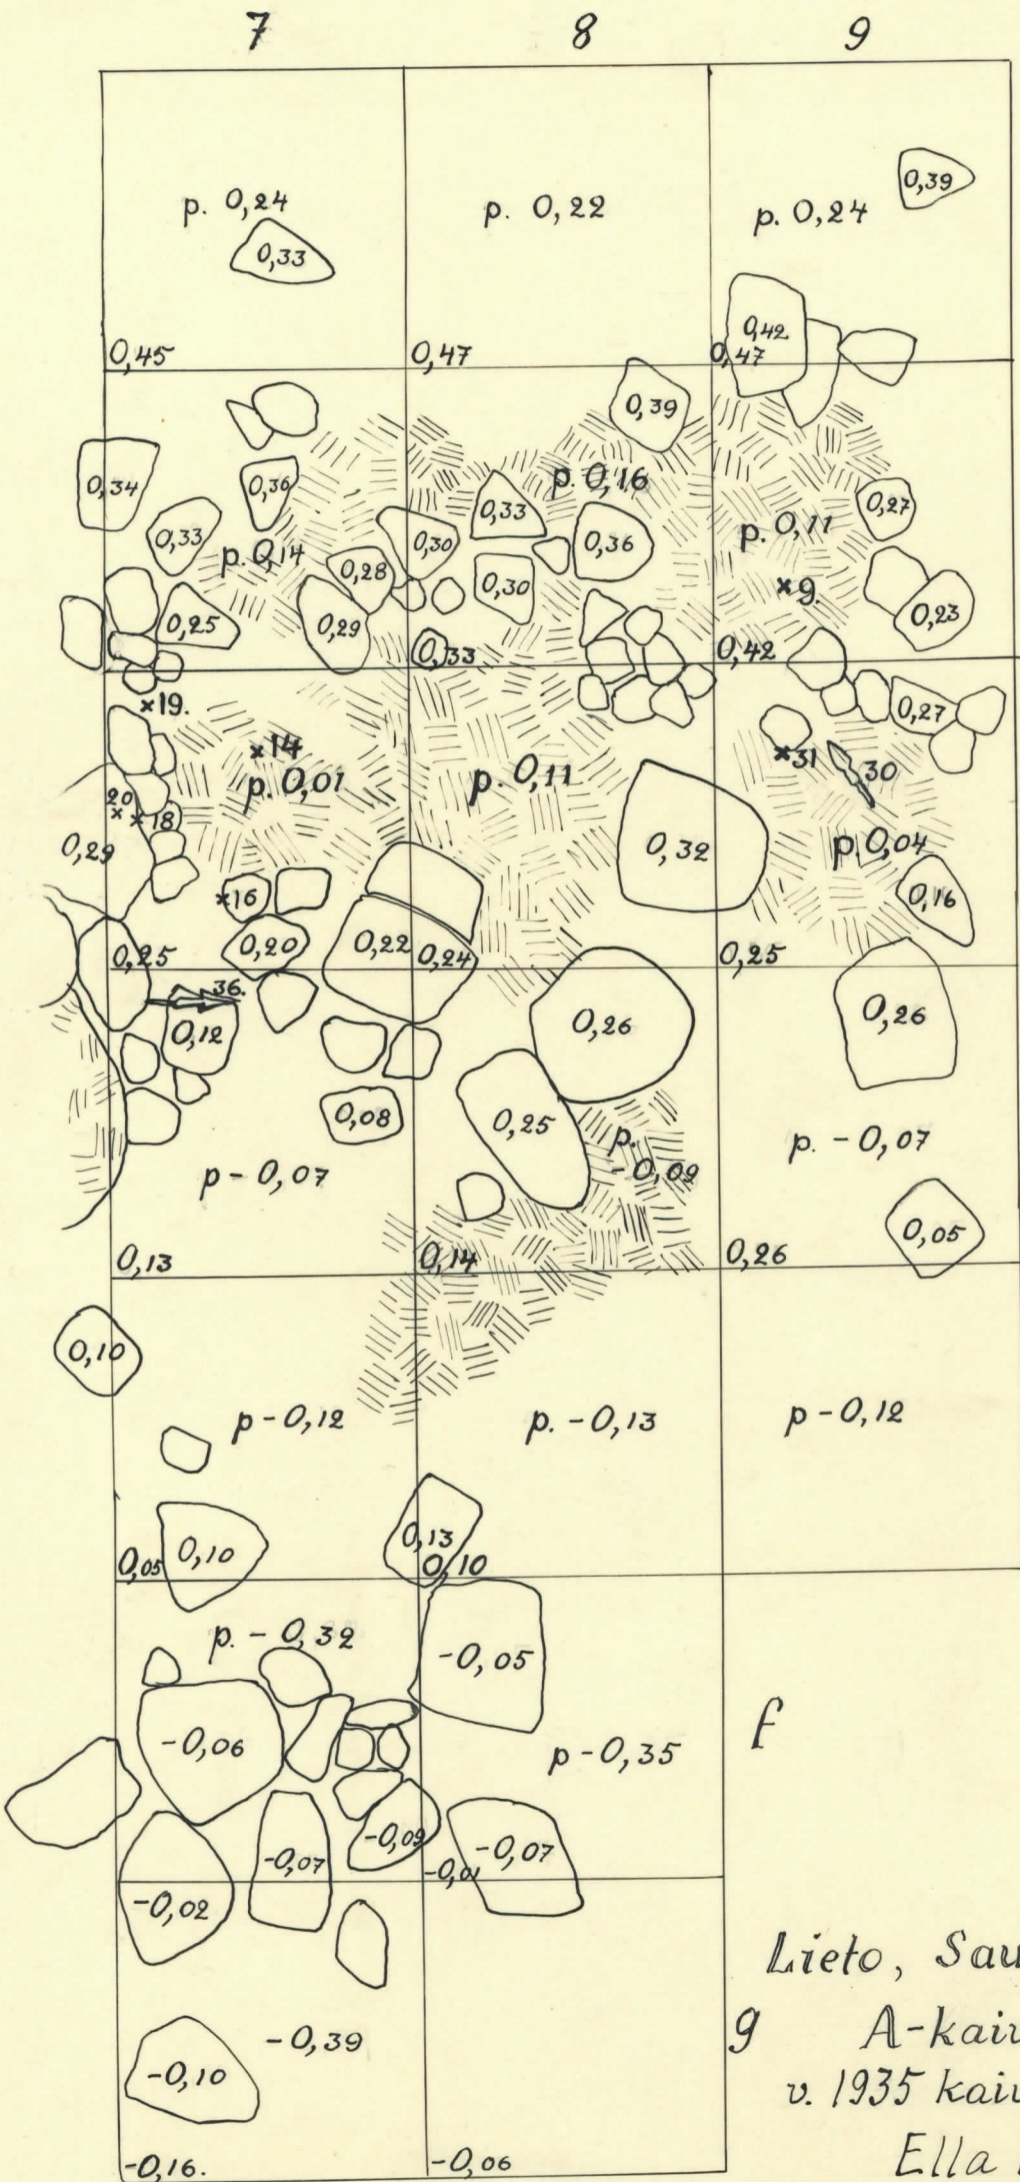 7 8 9
p. 0,24 p. 0,22 p. 0,24 0,39
0,33
0,42
0,45 0,47 0,47
0,39
0,34 0,36 p. 0,16
0,33 0,33 0,27
p. 0,14 0,30 0,36 p. 0,11
0,28 0,30 ×9.
0,25 0,29 0,23
0,33 0,42
×19. 0,27
×14 ×31 30
p. 0,01 p. 0,11
20
× ×18
0,29 0,32 p. 0,04
×16 0,16
0,25 0,20 0,22 0,24 0,25
36.
0,12 0,26 0,26
0,08 0,25 p. -0,09 p. -0,07
p-0,07
0,05
0,13 0,14 0,26
0,10
p-0,12 p.-0,13 p-0,12
0,13
0,05 0,10 0,10
p.-0,32
-0,05
f
-0,06 p-0,35
-0,09 -0,07
-0,07 -0,01
-0,02
Lieto, Sau
g A-kaiv
-0,39
-0,10 v. 1935 kaiv
Ella
-0,16. -0,06